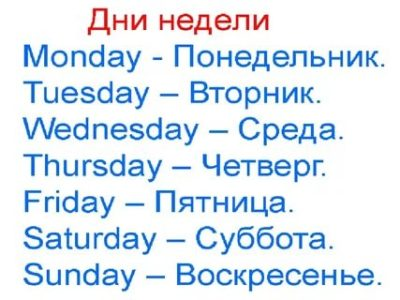 Дни недели
Monday - Понедельник.
Tuesday – Вторник.
Wednesday – Среда.
Thursday – Четверг.
Friday – Пятница.
Saturday – Суббота.
Sunday – Воскресенье.